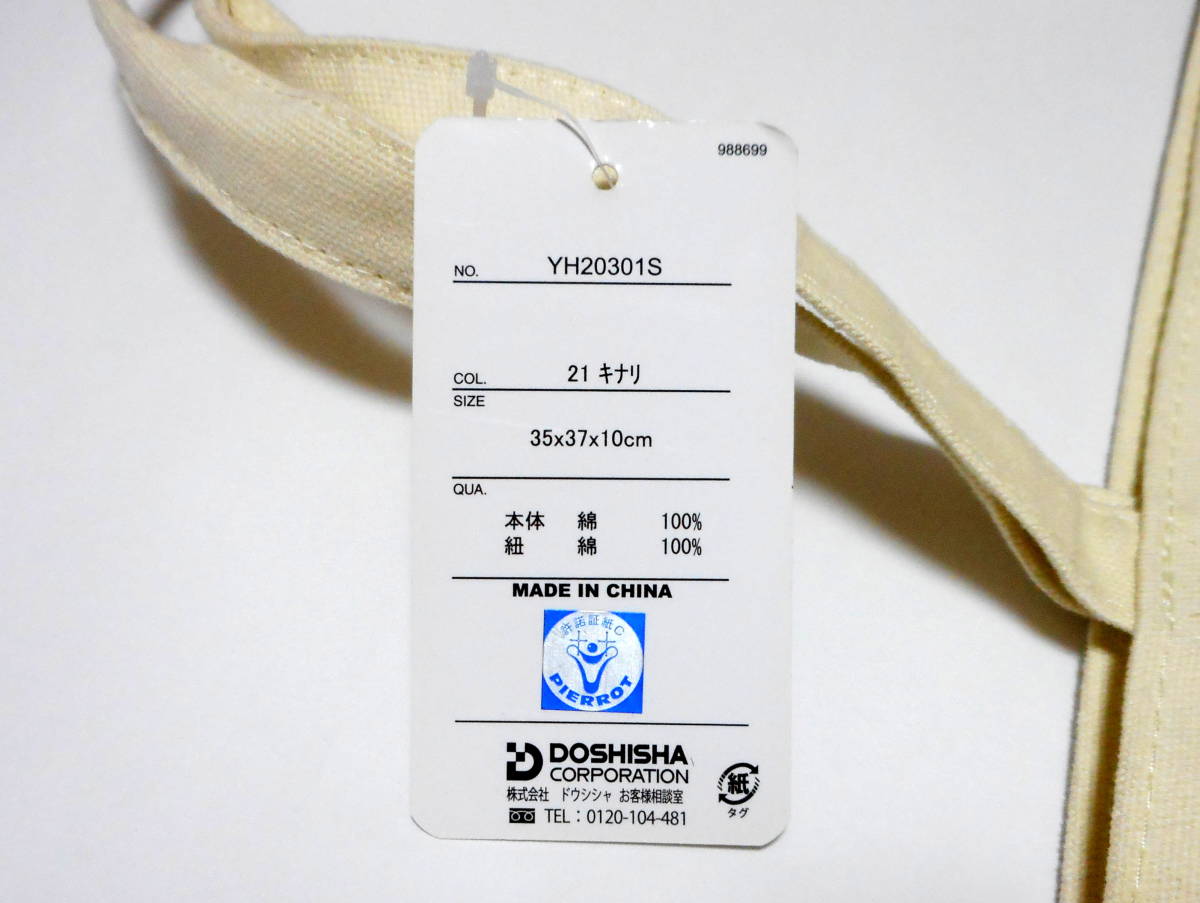 988699
NO. YH20301S
COL. 21 キナリ
SIZE
35x37x10cm
QUA.
本体 綿 100%
紐 綿 100%
MADE IN CHINA
許諾証紙C
PIERROT
DOSHISHA
CORPORATION
株式会社 ドウシシャ お客様相談室
TEL：0120-104-481
紙
タグ